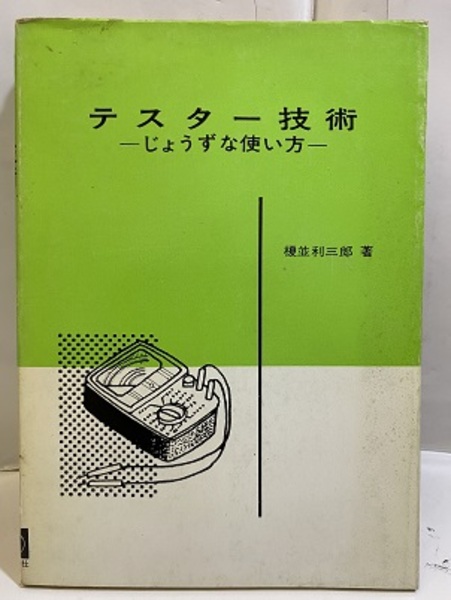 テスター技術
―じょうずな使い方―
榎並利三郎 著
社